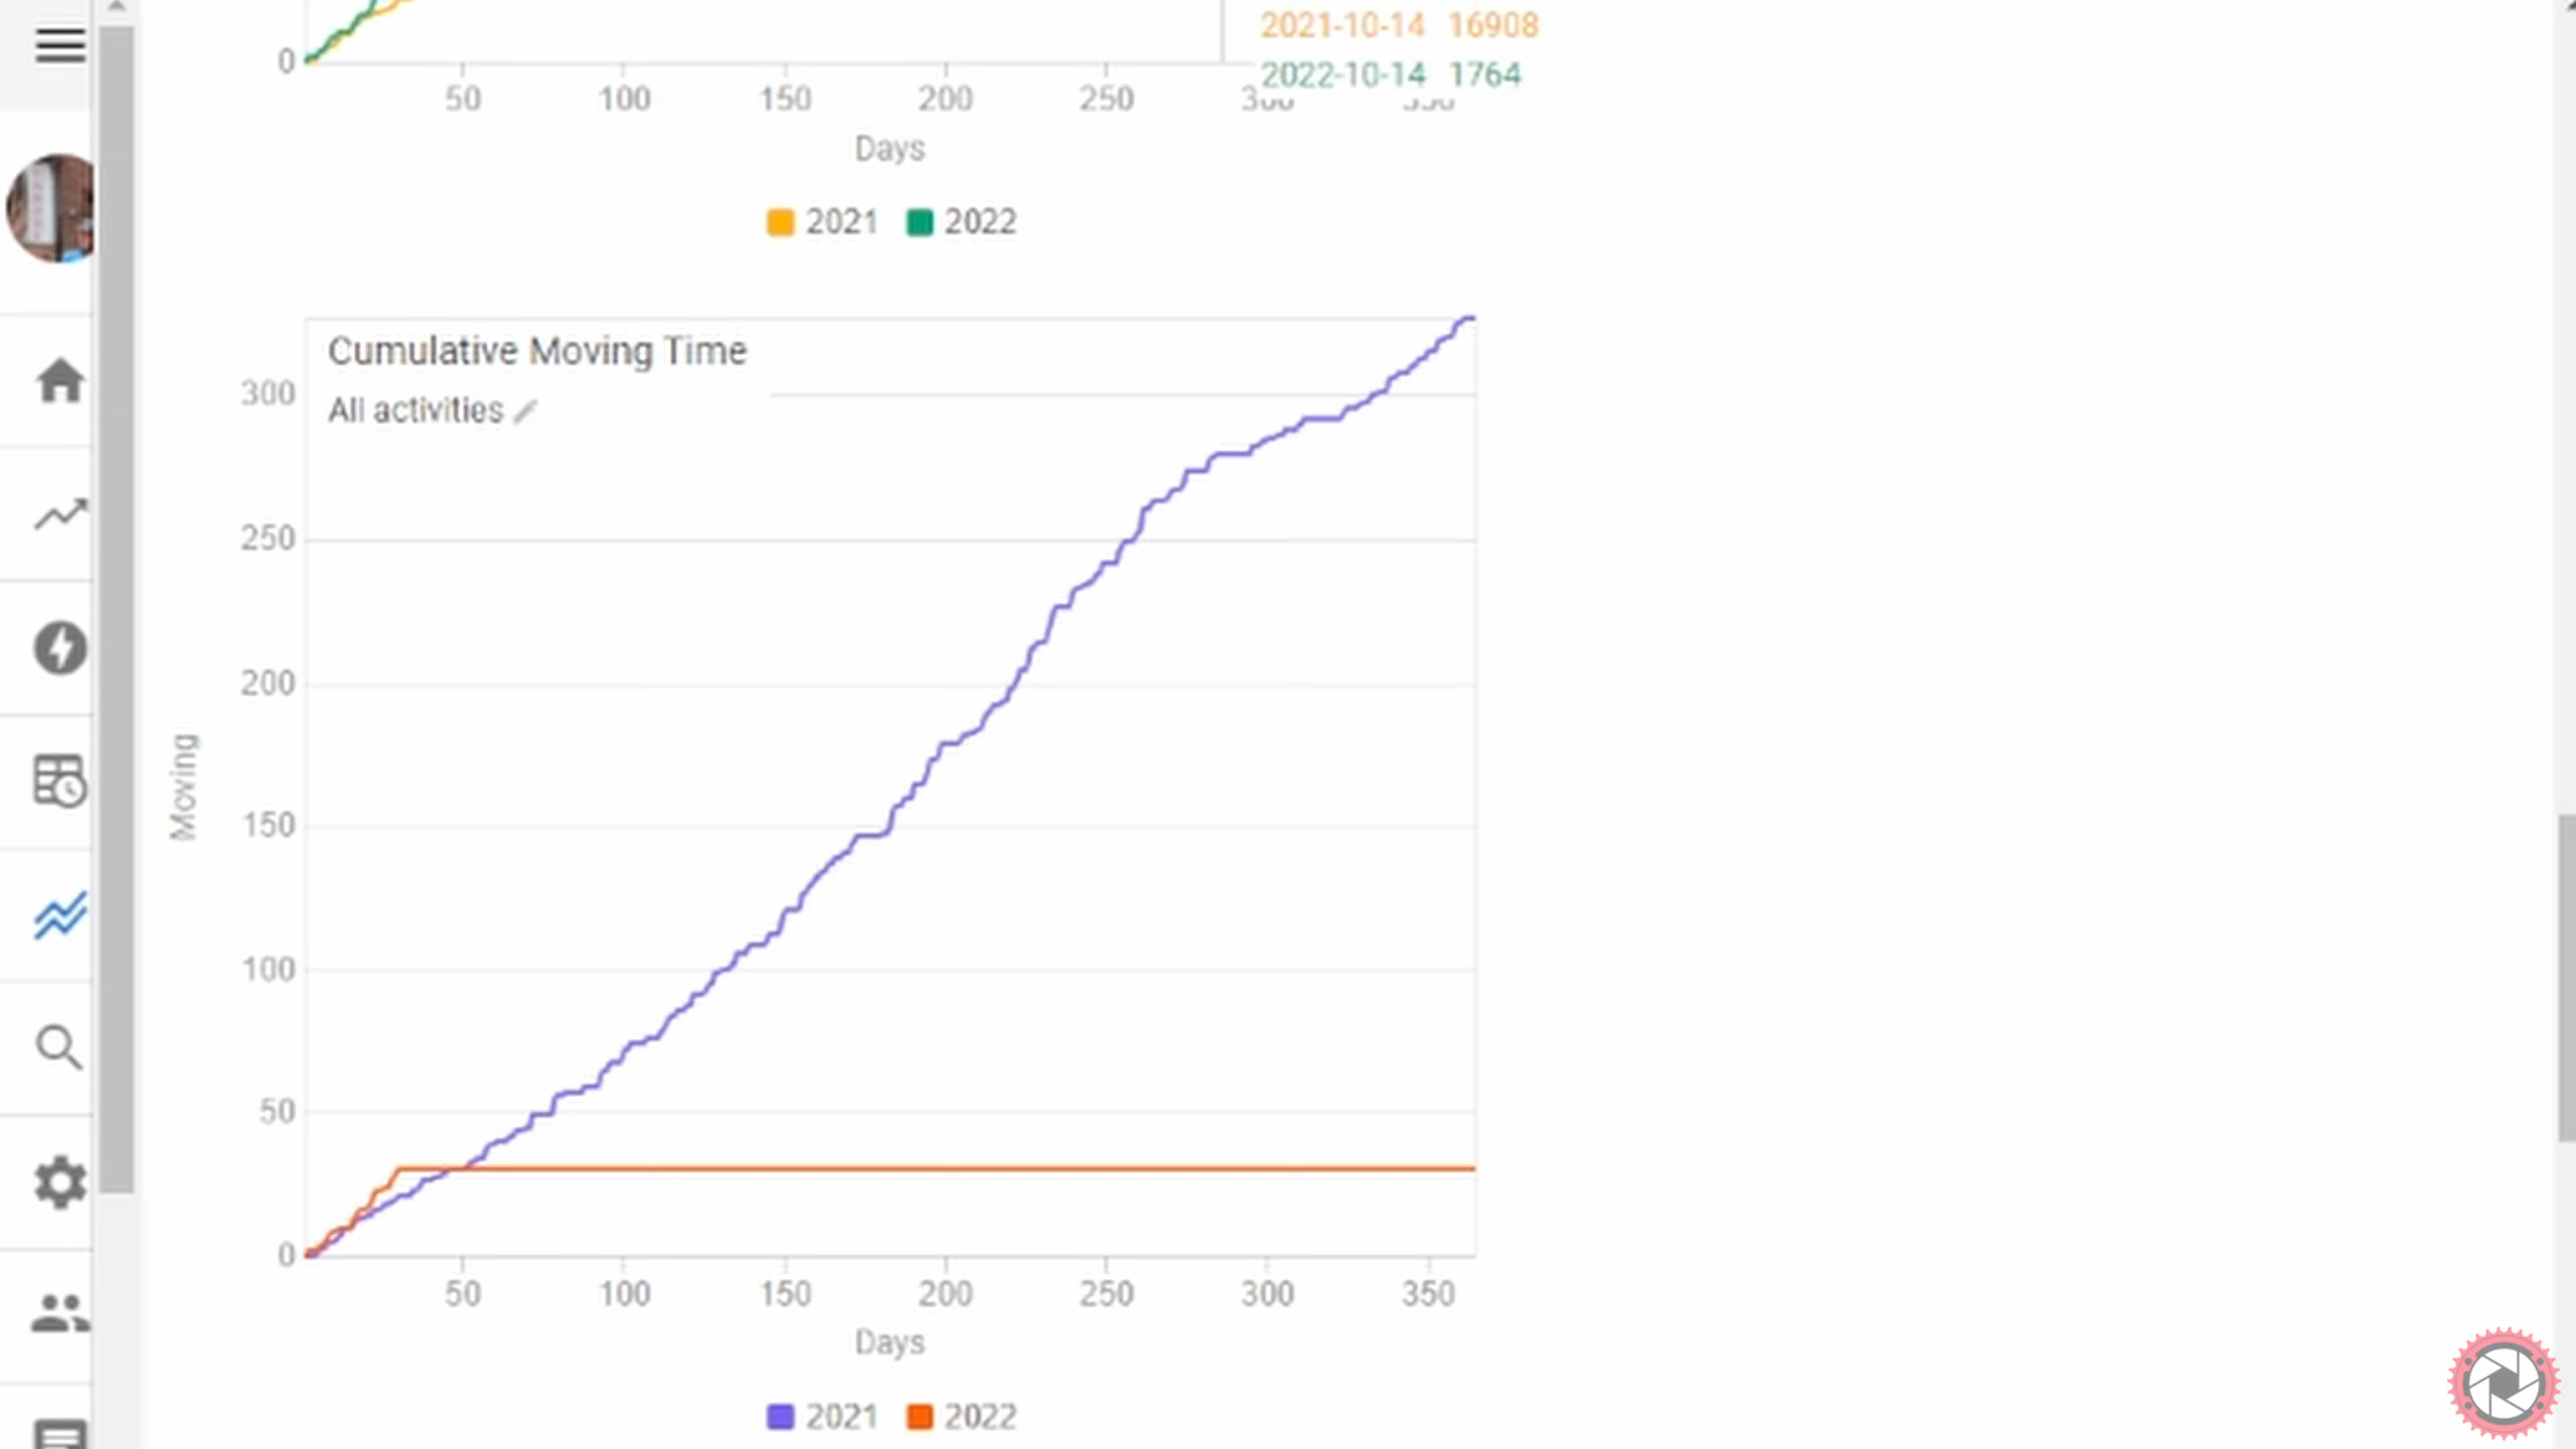 2021-10-14 16908
0
2022-10-14 1764
50 100 150 200 250 300 350
Days
2021 2022
Cumulative Moving Time
All activities
300
250
200
150
100
50
0
Moving
50 100 150 200 250 300 350
Days
2021 2022